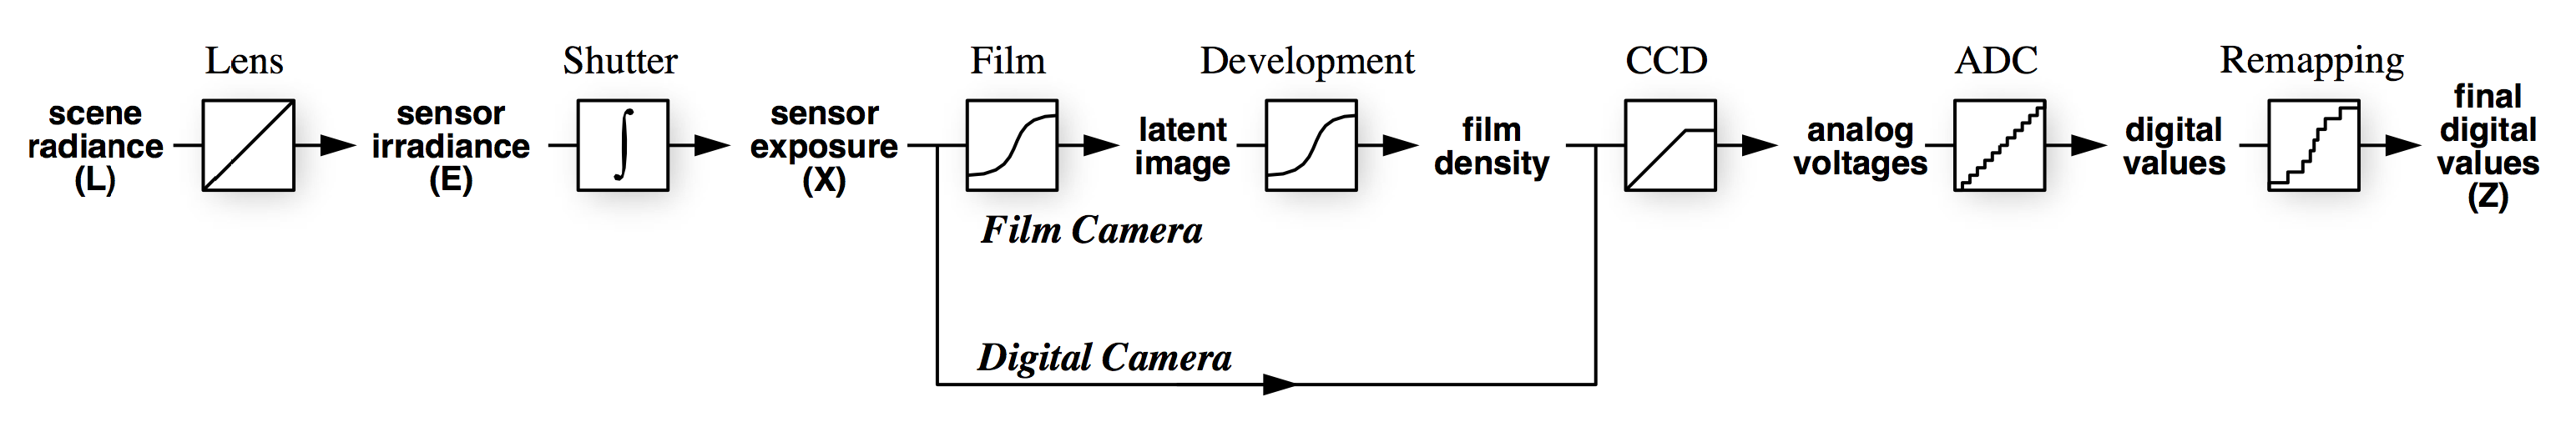 Lens
Shutter
Film
Development
CCD
ADC
Remapping
scene
radiance
(L)
sensor
irradiance
(E)
sensor
exposure
(X)
latent
image
film
density
analog
voltages
digital
values
final
digital
values
(Z)
Film Camera
Digital Camera